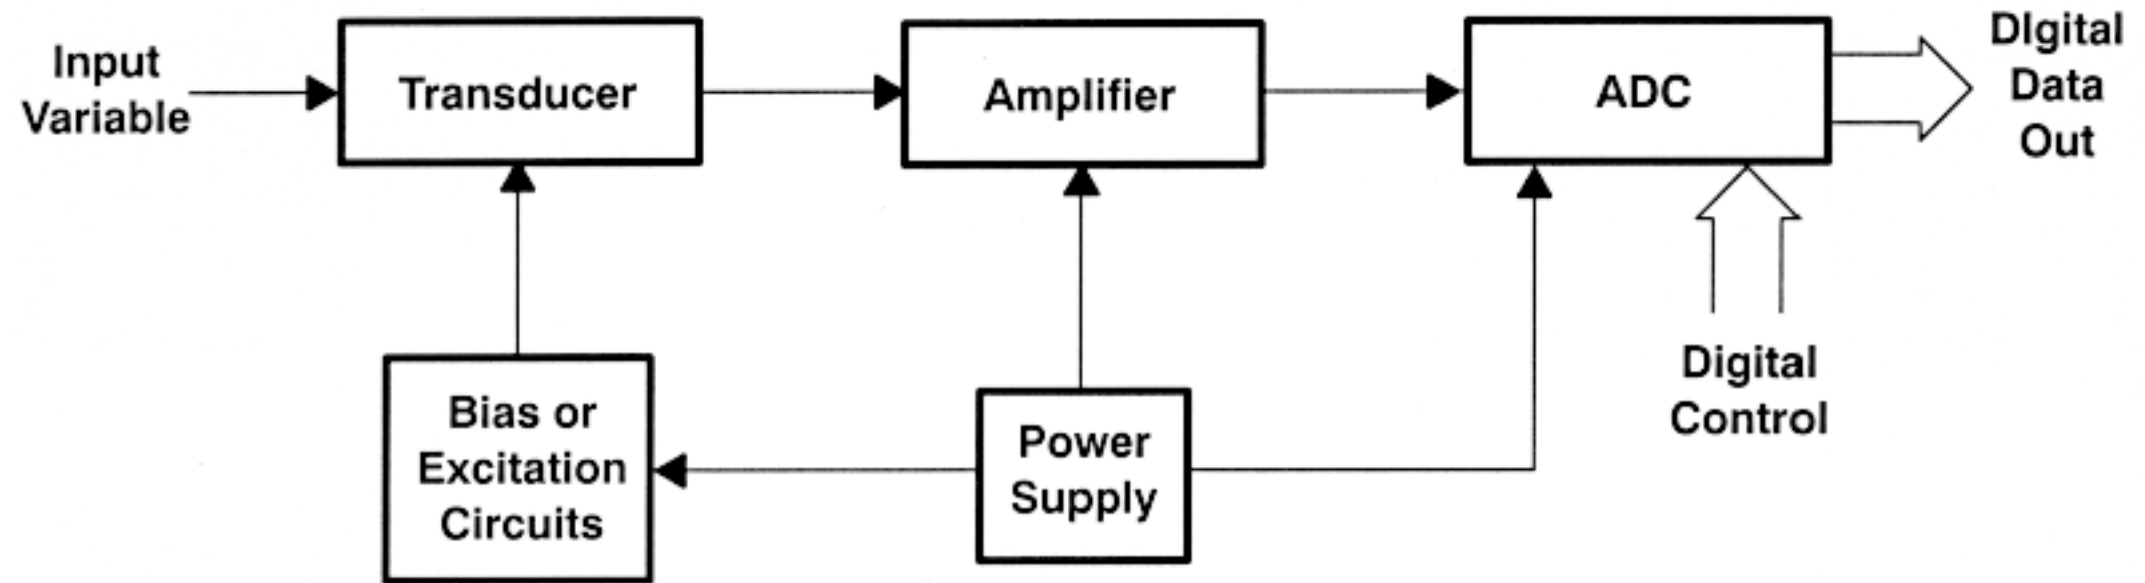 Input
Variable
Transducer
Amplifier
ADC
DIgital
Data
Out
Bias or
Excitation
Circuits
Power
Supply
Digital
Control